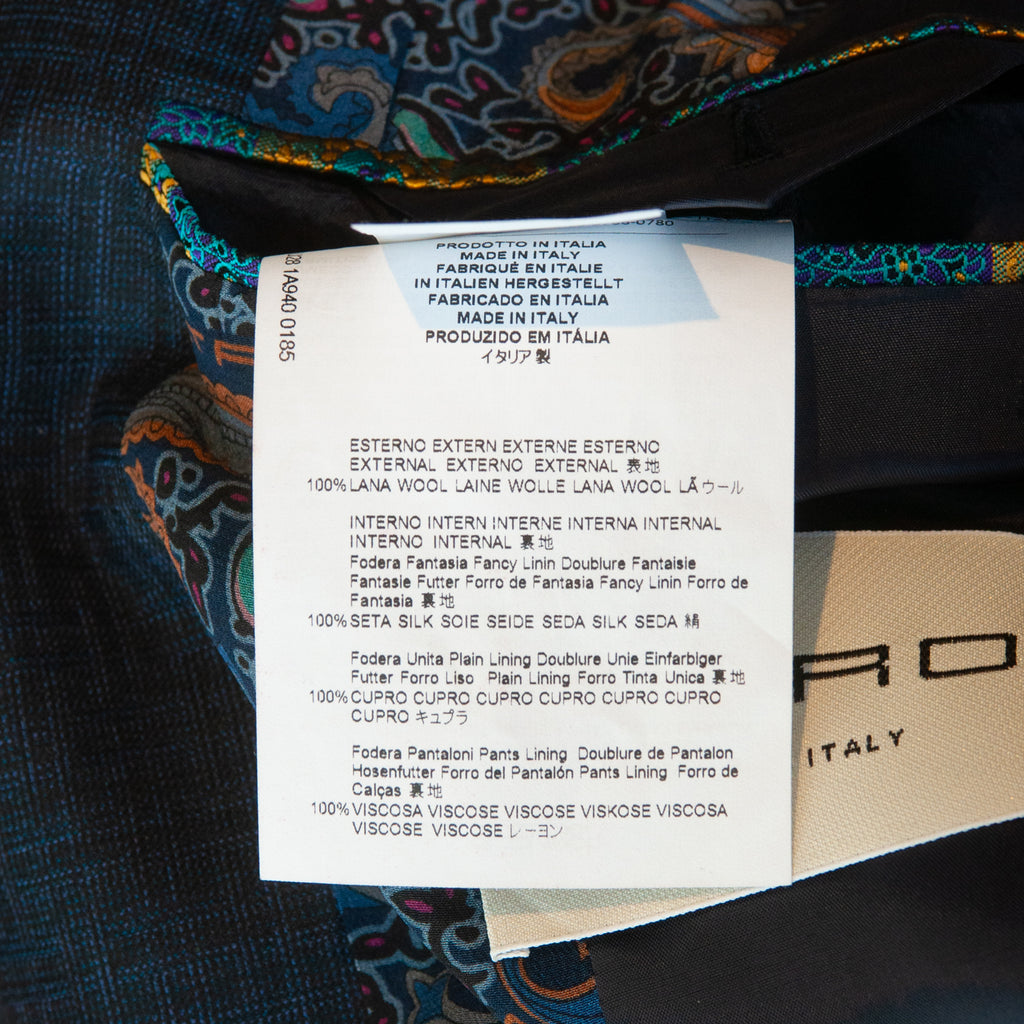 PRODOTTO IN ITALIA
MADE IN ITALY
FABRIQUÉ EN ITALIE
IN ITALIEN HERGESTELLT
FABRICADO EN ITALIA
MADE IN ITALY
PRODUZIDO EM ITÁLIA
イタリア製
1A940 0185
ESTERNO EXTERN EXTERNE ESTERNO
EXTERNAL EXTERNO EXTERNAL 表地
100% LANA WOOL LAINE WOLLE LANA WOOL LÃ ウール
INTERNO INTERN INTERNE INTERNA INTERNAL
INTERNO INTERNAL 裏地
Fodera Fantasia Fancy Linin Doublure Fantaisie
Fantasie Futter Forro de Fantasia Fancy Linin Forro de
Fantasia 裏地
100% SETA SILK SOIE SEIDE SEDA SILK SEDA 絹
Fodera Unita Plain Lining Doublure Unie Einfarbiger
Futter Forro Liso Plain Lining Forro Tinta Unica 裏地
100% CUPRO CUPRO CUPRO CUPRO CUPRO CUPRO
CUPRO キュプラ
Fodera Pantaloni Pants Lining Doublure de Pantalon
Hosenfutter Forro del Pantalón Pants Lining Forro de
Calças 裏地
100% VISCOSA VISCOSE VISCOSE VISKOSE VISCOSA
VISCOSE VISCOSE レーヨン
RO
ITALY